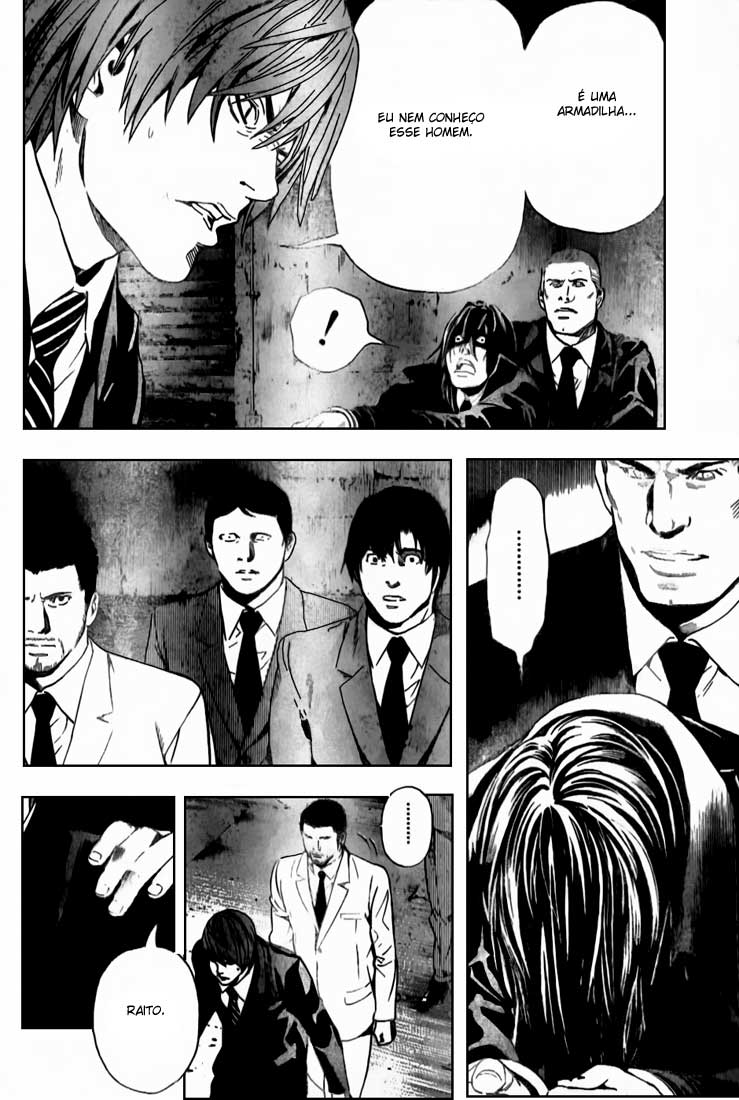 É UMA
ARMADILHA...
EU NEM CONHEÇO
ESSE HOMEM.
!
.........
.........
RAITO.